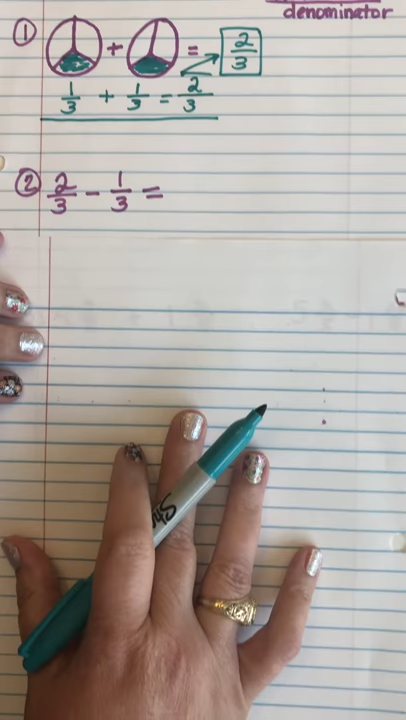 denominator
① + = 2/3
1/3 + 1/3 = 2/3
② 2/3 - 1/3 =